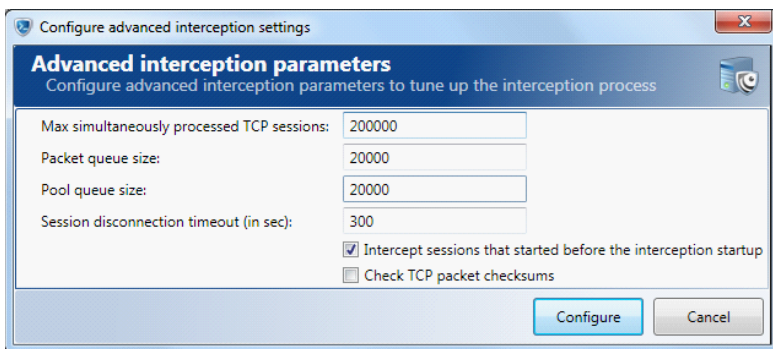 Configure advanced interception settings
Advanced interception parameters
Configure advanced interception parameters to tune up the interception process
Max simultaneously processed TCP sessions: 200000
Packet queue size: 20000
Pool queue size: 20000
Session disconnection timeout (in sec): 300
Intercept sessions that started before the interception startup
Check TCP packet checksums
Configure Cancel